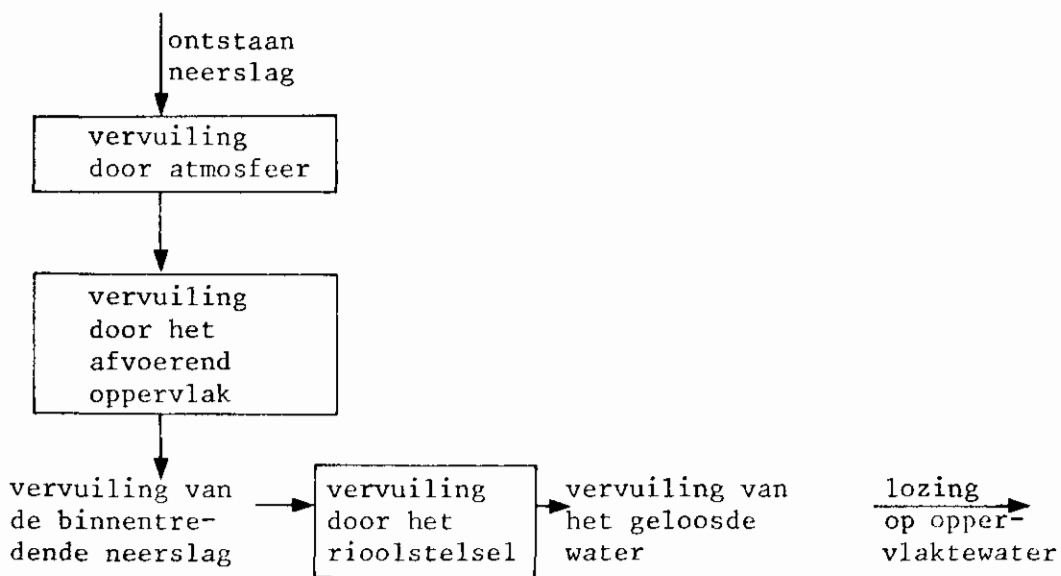 ontstaan
neerslag
vervuiling
door atmosfeer
vervuiling
door het
afvoerend
oppervlak
vervuiling van
de binnentre-
dende neerslag
vervuiling
door het
rioolstelsel
vervuiling van
het geloosde
water
lozing
op opper-
vlaktewater